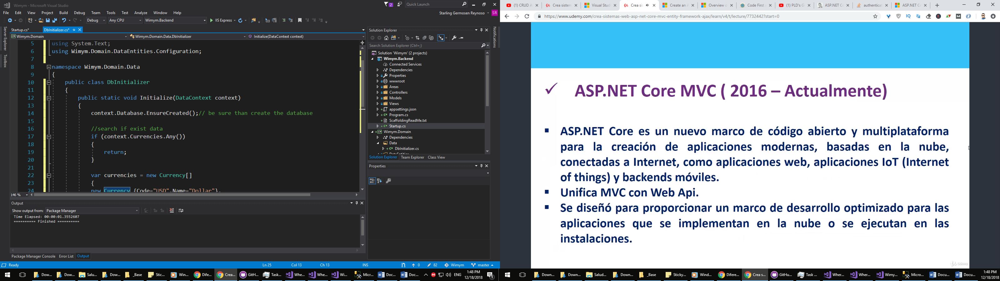 Wimym - Microsoft Visual Studio
2
Quick Launch
File Edit View Project Build Debug Team Tools Test Analyze Window Help
Starling Germosen Reynoso SR
Debug Any CPU Wimym.Backend IIS Express
Server Explorer
Toolbox
Startup.cs* DbInitializer.cs*
Wimym.Domain Wimym.Domain.Data.DbInitializer Initialize(DataContext context)
5 using System.Text;
6 using Wimym.Domain.DataEntities.Configuration;
7
8 namespace Wimym.Domain.Data
9 {
10 public class DbInitializer
11 {
12 public static void Initialize(DataContext context)
13 {
14 context.Database.EnsureCreated();// be sure than create the database
15
16 //search if exist data
17 if (context.Currencies.Any())
18 {
19 return;
20 }
21
22 var currencies = new Currency[]
23 {
24 new Currency {Code="USD",Name="Dollar"},
146 %
Output
Show output from: Package Manager
Time Elapsed: 00:00:01.3552607
========== Finished ==========
Package Manager Console Error List Output
Ready Ln 25 Col 13 Ch 13 INS 0 82 Wimym master
Solution Explorer
Search Solution Explorer (Ctrl+;)
Solution 'Wimym' (2 projects)
Wimym.Backend
Connected Services
Dependencies
Properties
wwwroot
Areas
Controllers
Models
Views
appsettings.json
Program.cs
ScaffoldingReadMe.txt
Startup.cs
Wimym.Domain
Dependencies
Data
DbInitializer.cs
Solution Explorer Team Explorer Class View
Properties
Notifications
Dow... Dow... Salu... Dow... _Base Stic... Win... Dife... Crea... GitH... Task... Whe... Whe... Wi... Micr... Doc... Doc... ENG 1:48 PM
12/18/2018 1
(1) CRUD A Crea sistem Visual Studi Crea sis Create an A Overview o Code First (1) PLD's G ASP.NET Co authentica ASP.NET Co
https://www.udemy.com/crea-sistemas-web-asp-net-core-mvc-entity-framework-ajax/learn/v4/t/lecture/7732442?start=0
ASP.NET Core MVC ( 2016 – Actualmente)
ASP.NET Core es un nuevo marco de código abierto y multiplataforma
para la creación de aplicaciones modernas, basadas en la nube,
conectadas a Internet, como aplicaciones web, aplicaciones IoT (Internet
of things) y backends móviles.
Unifica MVC con Web Api.
Se diseñó para proporcionar un marco de desarrollo optimizado para las
aplicaciones que se implementan en la nube o se ejecutan en las
instalaciones.
Udemy
Down... Down... Salud... Down... _Base Sticky... Wind... Difere... Crea s... GitHu... Task ... Wher... Wher... Wimy... Micro... Docu... Docu... 1:48 PM
12/18/2018